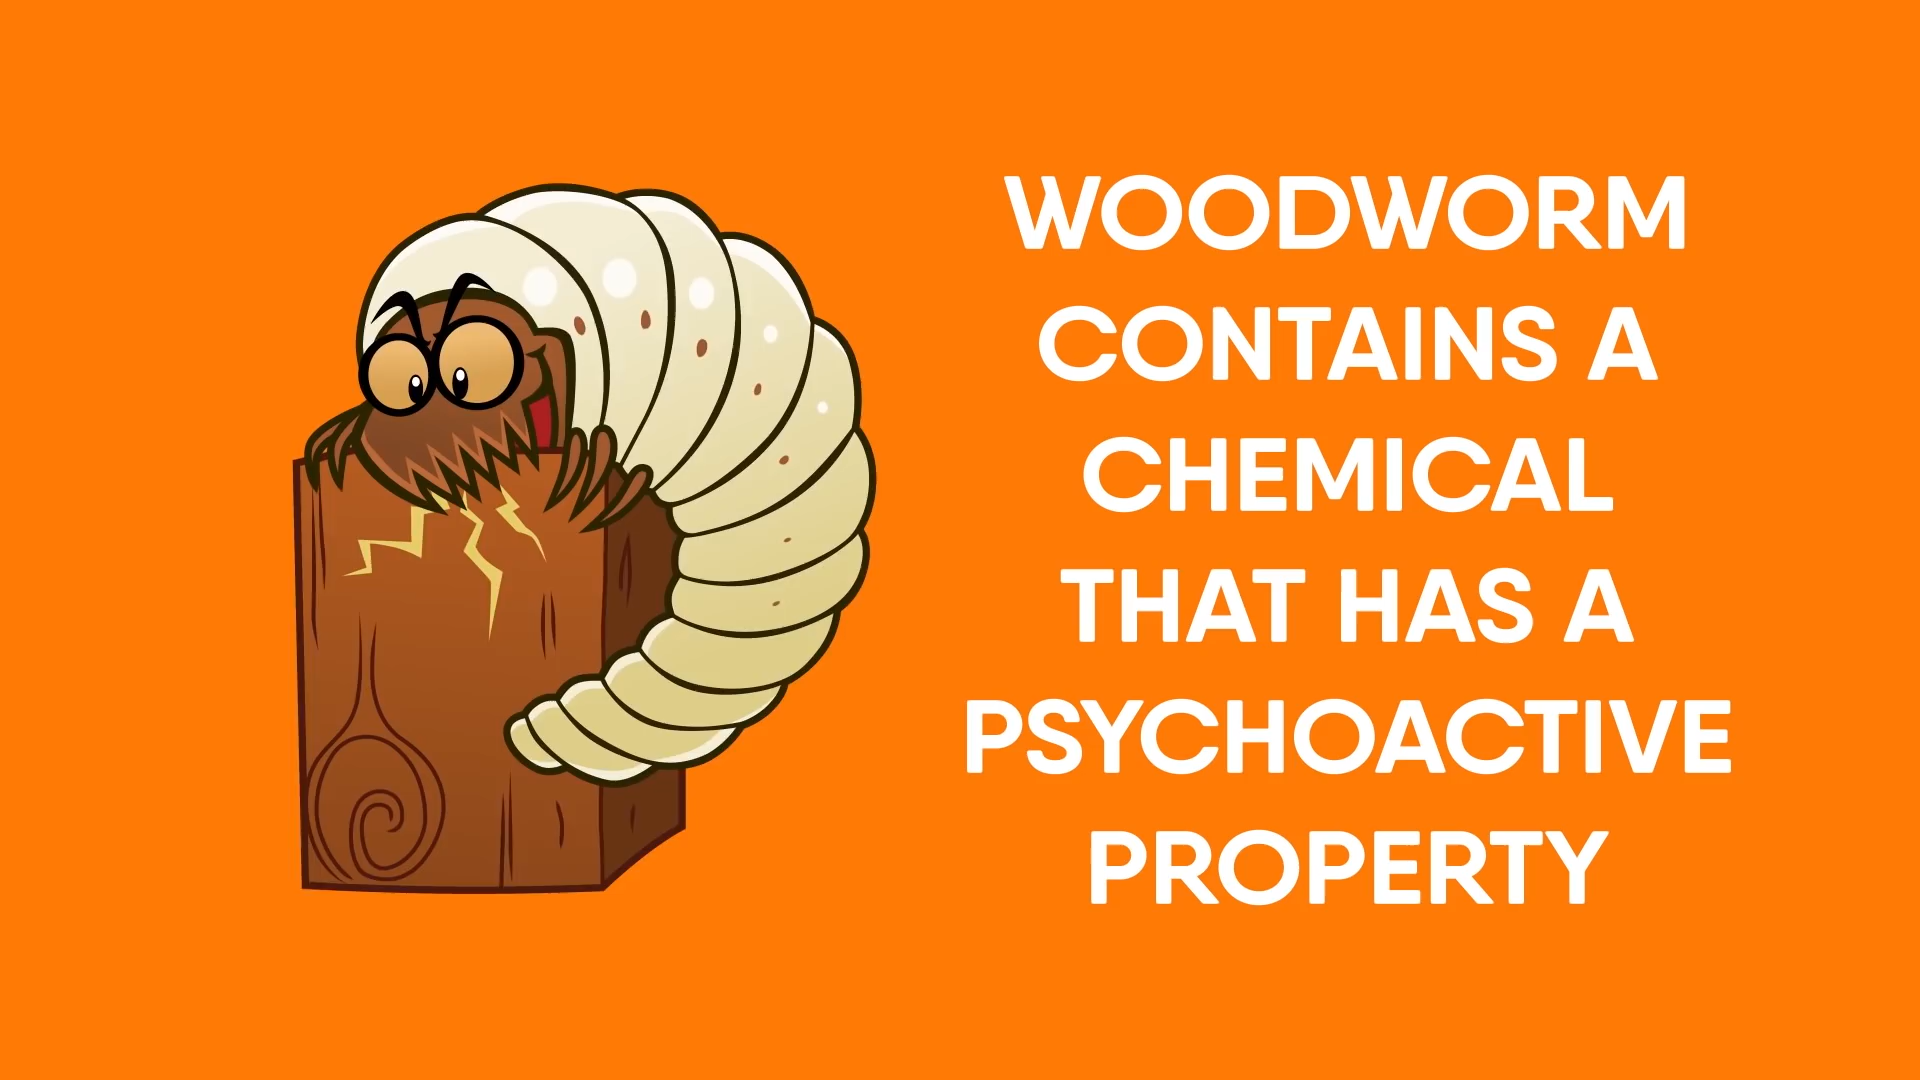 WOODWORM
CONTAINS A
CHEMICAL
THAT HAS A
PSYCHOACTIVE
PROPERTY